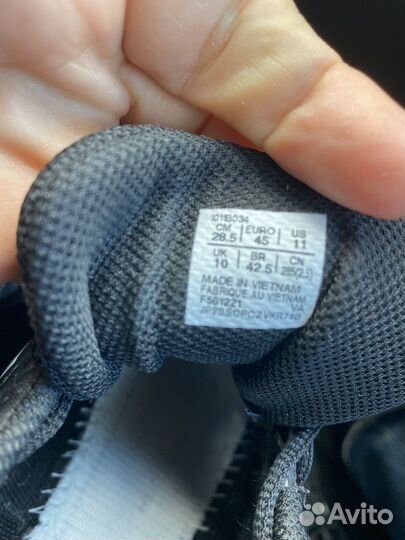 1011B034
CM EURO US
28.5 45 11
UK BR CN
10 42.5 285(2.5)
MADE IN VIETNAM
FABRIQUE AU VIETNAM
F561221 VA
Avito